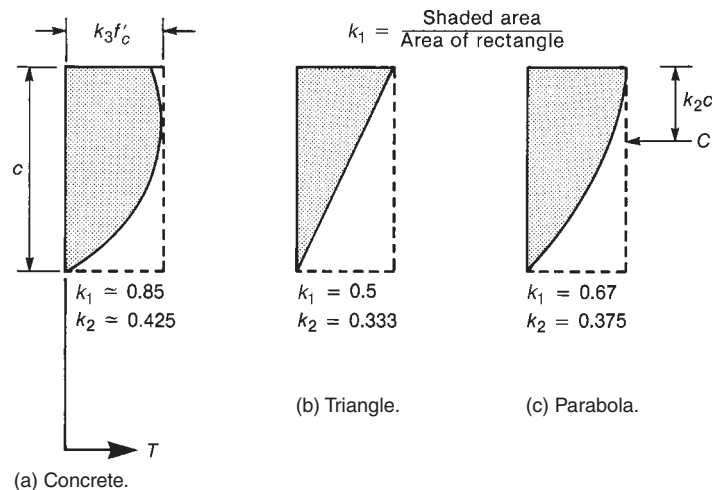 k₃f′c
k₁ = Shaded area / Area of rectangle
c
k₂c
C
k₁ ≃ 0.85
k₂ ≃ 0.425
k₁ = 0.5
k₂ = 0.333
k₁ = 0.67
k₂ = 0.375
(b) Triangle.
(c) Parabola.
T
(a) Concrete.